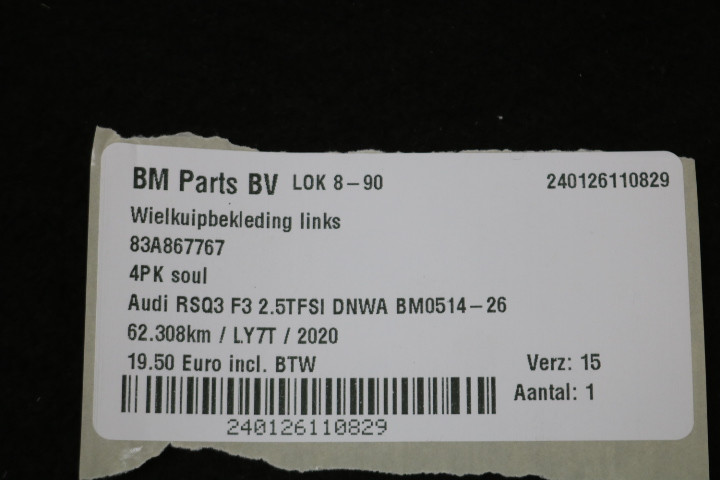 BM Parts BV LOK 8-90 240126110829
Wielkuipbekleding links
83A867767
4PK soul
Audi RSQ3 F3 2.5TFSI DNWA BM0514-26
62.308km / LY7T / 2020
19.50 Euro incl. BTW Verz: 15
Aantal: 1
240126110829